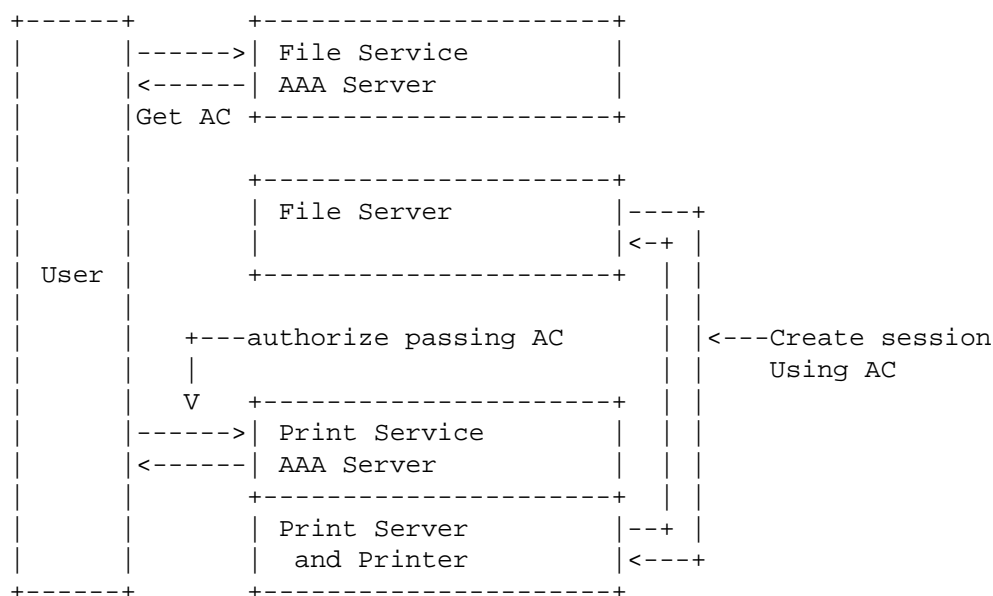 File Service
AAA Server
Get AC
File Server
User
authorize passing AC
Create session
Using AC
Print Service
AAA Server
Print Server
and Printer